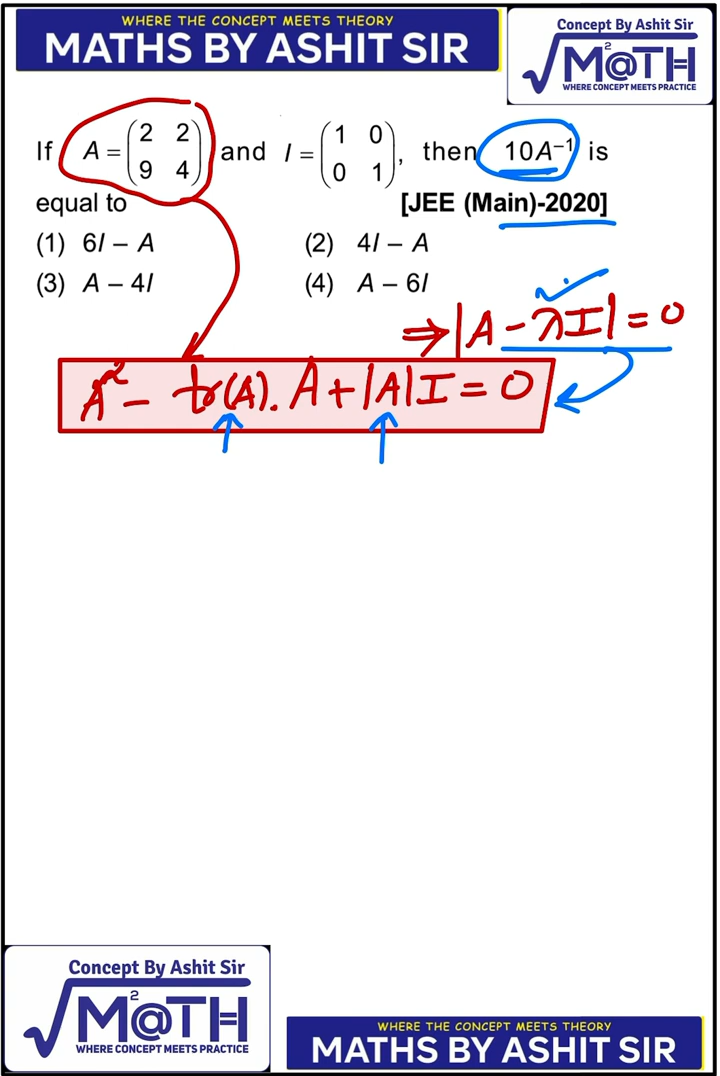 WHERE THE CONCEPT MEETS THEORY
MATHS BY ASHIT SIR
Concept By Ashit Sir
√M²@TH
WHERE CONCEPT MEETS PRACTICE
If A = (2 2
9 4) and I = (1 0
0 1), then 10A⁻¹ is
equal to [JEE (Main)-2020]
(1) 6I – A (2) 4I – A
(3) A – 4I (4) A – 6I
⇒ |A - λI| = 0
A² - tr(A). A + |A| I = 0
Concept By Ashit Sir
√M²@TH
WHERE CONCEPT MEETS PRACTICE
WHERE THE CONCEPT MEETS THEORY
MATHS BY ASHIT SIR